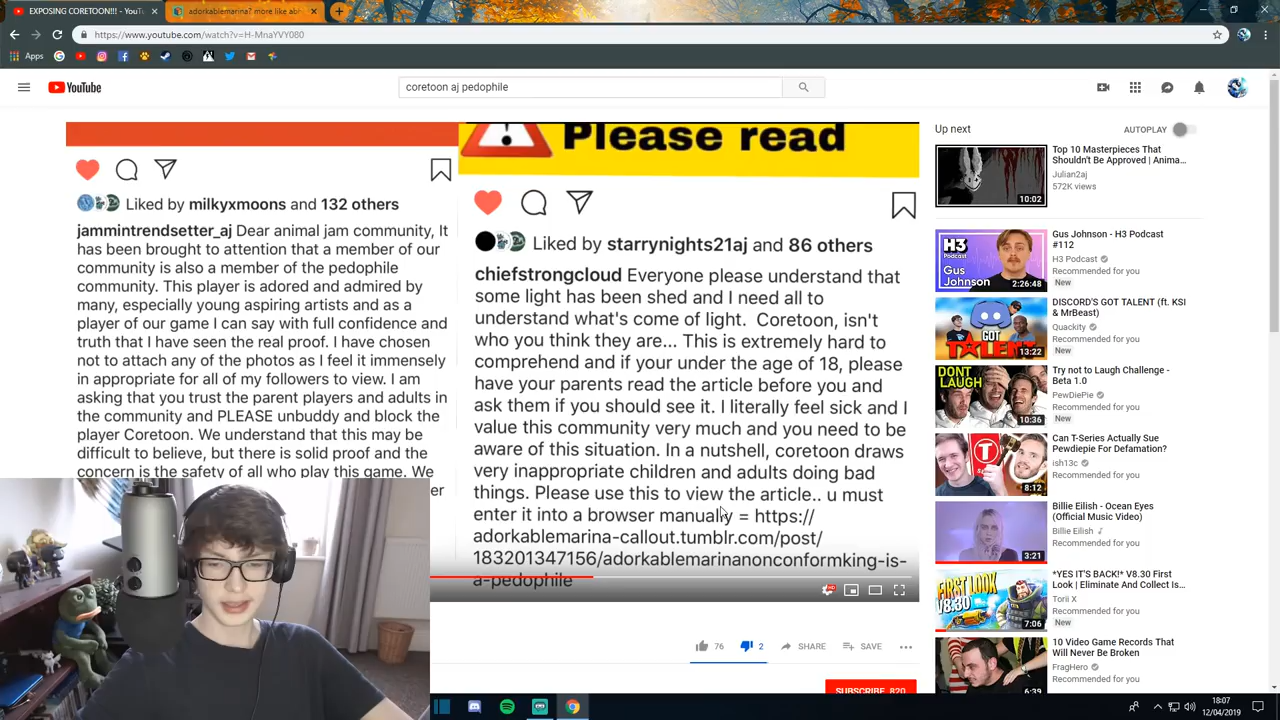 EXPOSING CORETOON!!! - YouT
adorkablemarina? more like abi
https://www.youtube.com/watch?v=H-MnaYVY080
Apps
YouTube
coretoon aj pedophile
Liked by milkyxmoons and 132 others
jammintrendsetter_aj Dear animal jam community, It
has been brought to attention that a member of our
community is also a member of the pedophile
community. This player is adored and admired by
many, especially young aspiring artists and as a
player of our game I can say with full confidence and
truth that I have seen the real proof. I have chosen
not to attach any of the photos as I feel it immensely
in appropriate for all of my followers to view. I am
asking that you trust the parent players and adults in
the community and PLEASE unbuddy and block the
player Coretoon. We understand that this may be
difficult to believe, but there is solid proof and the
concern is the safety of all who play this game. We
er
Please read
Liked by starrynights21aj and 86 others
chiefstrongcloud Everyone please understand that
some light has been shed and I need all to
understand what's come of light. Coretoon, isn't
who you think they are... This is extremely hard to
comprehend and if your under the age of 18, please
have your parents read the article before you and
ask them if you should see it. I literally feel sick and I
value this community very much and you need to be
aware of this situation. In a nutshell, coretoon draws
very inappropriate children and adults doing bad
things. Please use this to view the article.. u must
enter it into a browser manually = https://
adorkablemarina-callout.tumblr.com/post/
183201347156/adorkablemarinanonconformking-is-
a-pedophile
HD
76
2
SHARE
SAVE
SUBSCRIBE 820
Up next
AUTOPLAY
10:02
Top 10 Masterpieces That
Shouldn't Be Approved | Anima...
Julian2aj
572K views
H3
PODCAST
Gus
Johnson
2:26:48
Gus Johnson - H3 Podcast
#112
H3 Podcast
Recommended for you
New
GOT
TALENT
13:22
DISCORD'S GOT TALENT (ft. KSI
& MrBeast)
Quackity
Recommended for you
New
DONT
LAUGH
10:36
Try not to Laugh Challenge -
Beta 1.0
PewDiePie
Recommended for you
New
8:12
Can T-Series Actually Sue
Pewdiepie For Defamation?
ish13c
Recommended for you
3:21
Billie Eilish - Ocean Eyes
(Official Music Video)
Billie Eilish
Recommended for you
FIRST LOOK
V8.30
7:06
*YES IT'S BACK!* V8.30 First
Look | Eliminate And Collect Is...
Torii X
Recommended for you
New
6:39
10 Video Game Records That
Will Never Be Broken
FragHero
Recommended for you
18:07
12/04/2019